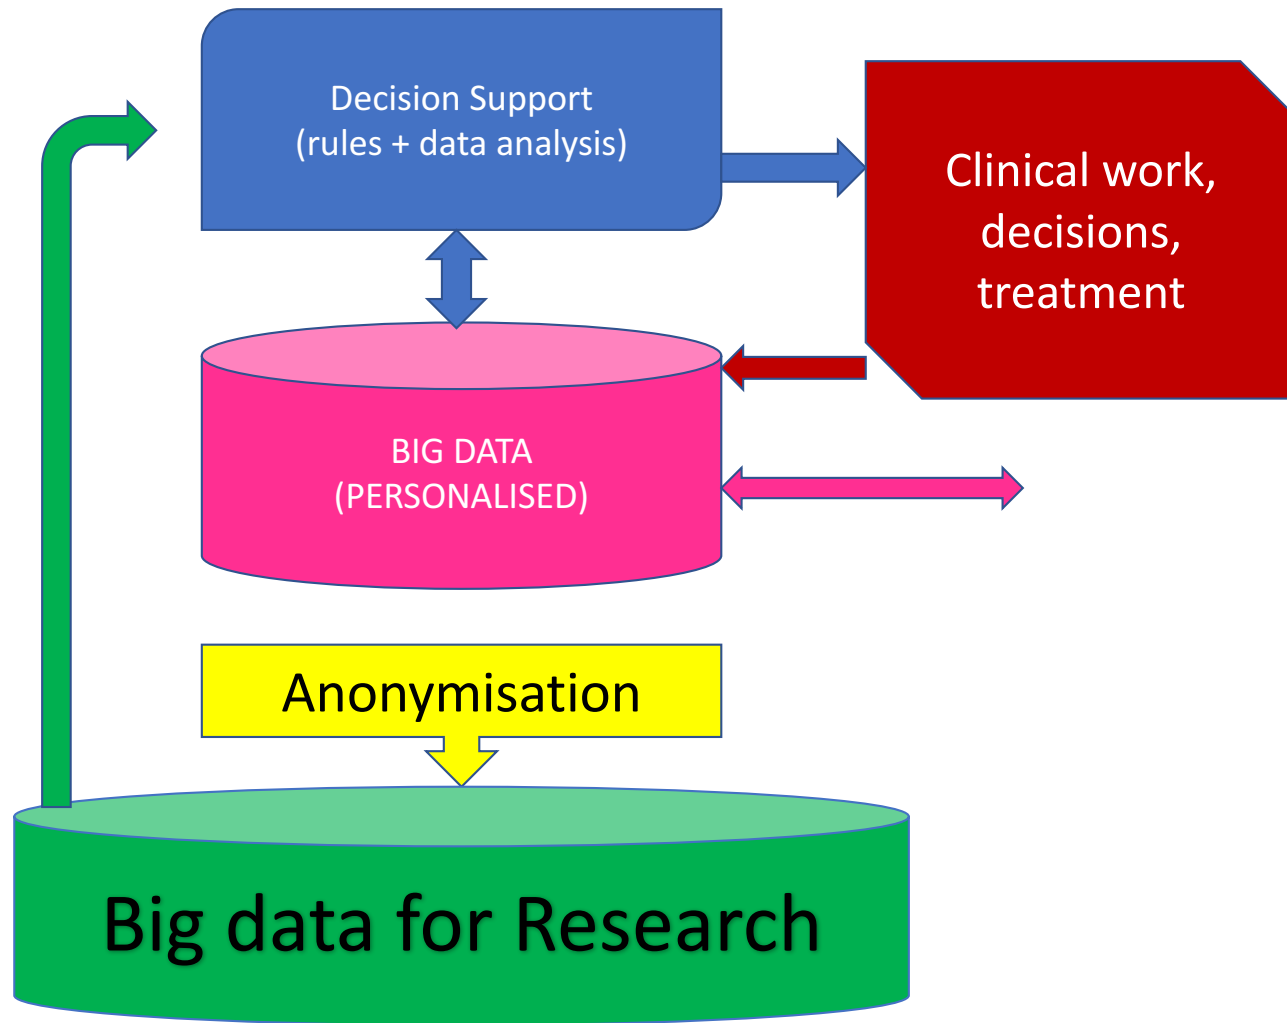 Decision Support
(rules + data analysis)
Clinical work,
decisions,
treatment
BIG DATA
(PERSONALISED)
Anonymisation
Big data for Research